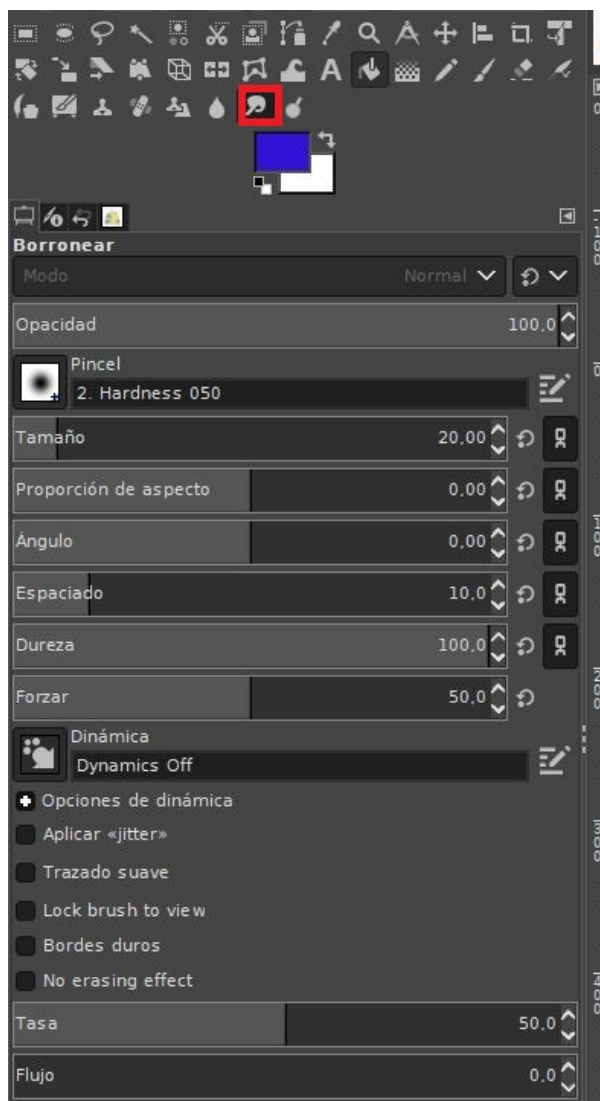 Borronear
Modo Normal
Opacidad 100,0
Pincel
2. Hardness 050
Tamaño 20,00
Proporción de aspecto 0,00
Ángulo 0,00
Espaciado 10,0
Dureza 100,0
Forzar 50,0
Dinámica
Dynamics Off
Opciones de dinámica
Aplicar «jitter»
Trazado suave
Lock brush to view
Bordes duros
No erasing effect
Tasa 50,0
Flujo 0,0